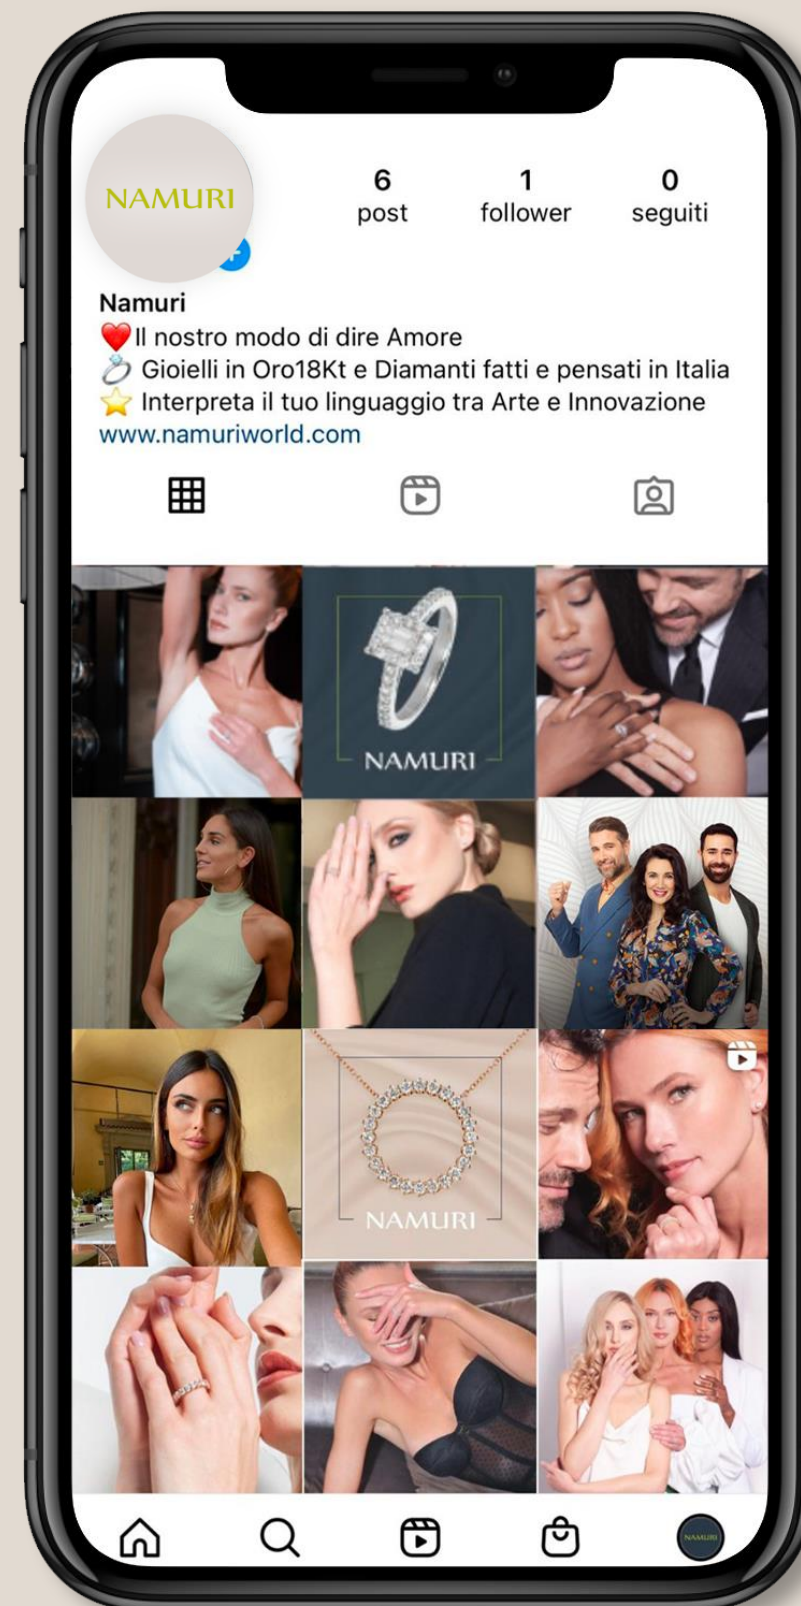 NAMURI
6 1 0
post follower seguiti
Namuri
❤️Il nostro modo di dire Amore
💍 Gioielli in Oro18Kt e Diamanti fatti e pensati in Italia
⭐ Interpreta il tuo linguaggio tra Arte e Innovazione
www.namuriworld.com
NAMURI
NAMURI
NAMURI